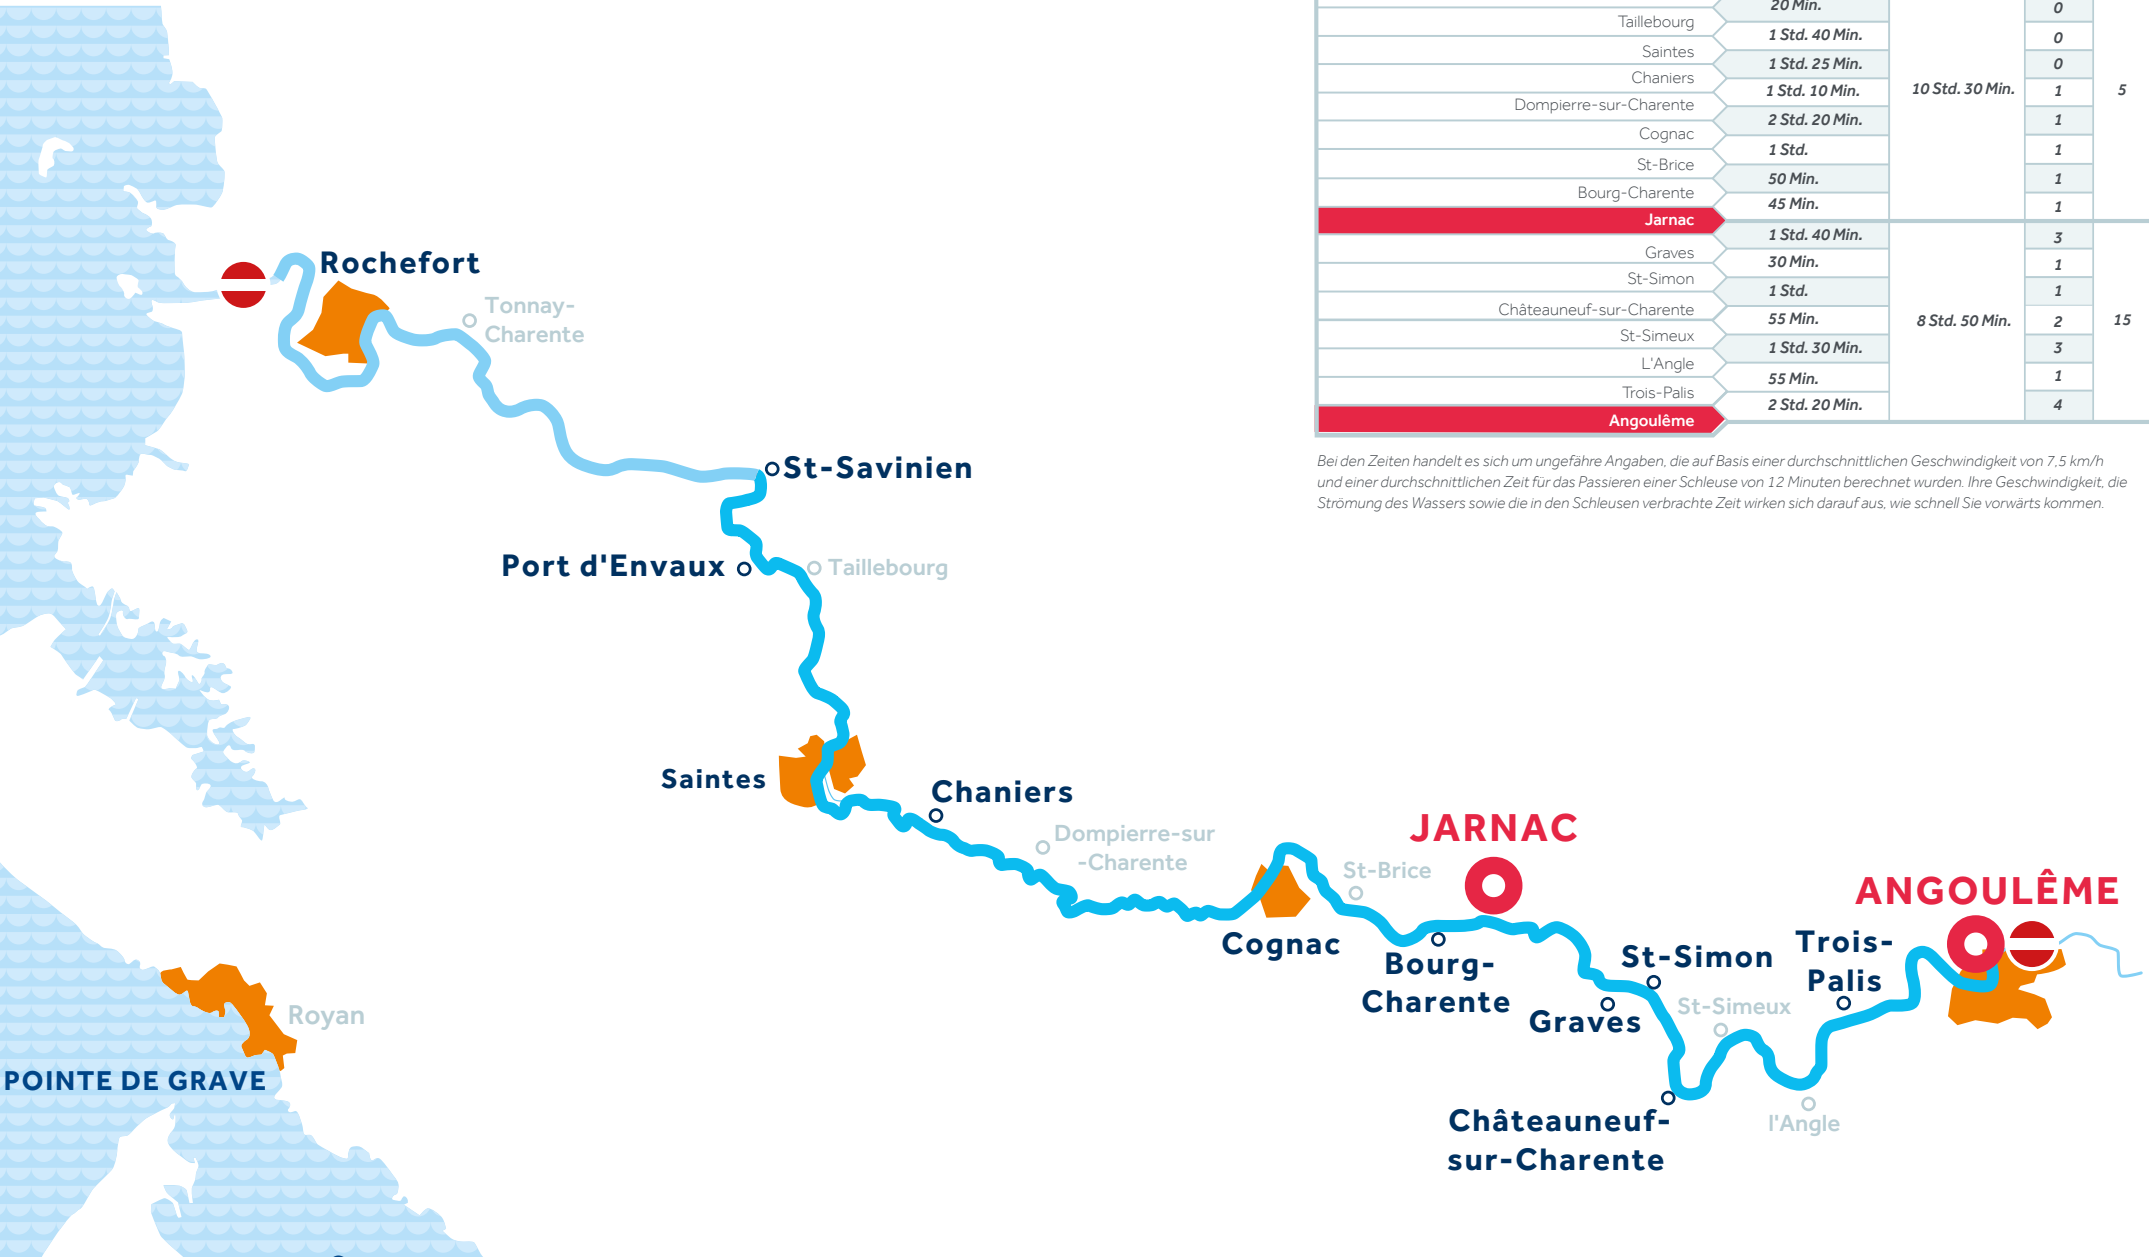 20 Min.
0
Taillebourg
1 Std. 40 Min.
0
Saintes
1 Std. 25 Min.
0
Chaniers
1 Std. 10 Min.
10 Std. 30 Min.
1
5
Dompierre-sur-Charente
2 Std. 20 Min.
1
Cognac
1 Std.
1
St-Brice
50 Min.
1
Bourg-Charente
45 Min.
1
Jarnac
1 Std. 40 Min.
3
Graves
30 Min.
1
St-Simon
1 Std.
1
Châteauneuf-sur-Charente
55 Min.
8 Std. 50 Min.
2
15
St-Simeux
1 Std. 30 Min.
3
L'Angle
55 Min.
1
Trois-Palis
2 Std. 20 Min.
4
Angoulême
Bei den Zeiten handelt es sich um ungefähre Angaben, die auf Basis einer durchschnittlichen Geschwindigkeit von 7,5 km/h
und einer durchschnittlichen Zeit für das Passieren einer Schleuse von 12 Minuten berechnet wurden. Ihre Geschwindigkeit, die
Strömung des Wassers sowie die in den Schleusen verbrachte Zeit wirken sich darauf aus, wie schnell Sie vorwärts kommen.
Rochefort
Tonnay-
Charente
St-Savinien
Port d'Envaux
Taillebourg
Saintes
Chaniers
Dompierre-sur
-Charente
Cognac
St-Brice
JARNAC
Bourg-
Charente
Graves
St-Simon
St-Simeux
Châteauneuf-
sur-Charente
l'Angle
Trois-
Palis
ANGOULÊME
Royan
POINTE DE GRAVE